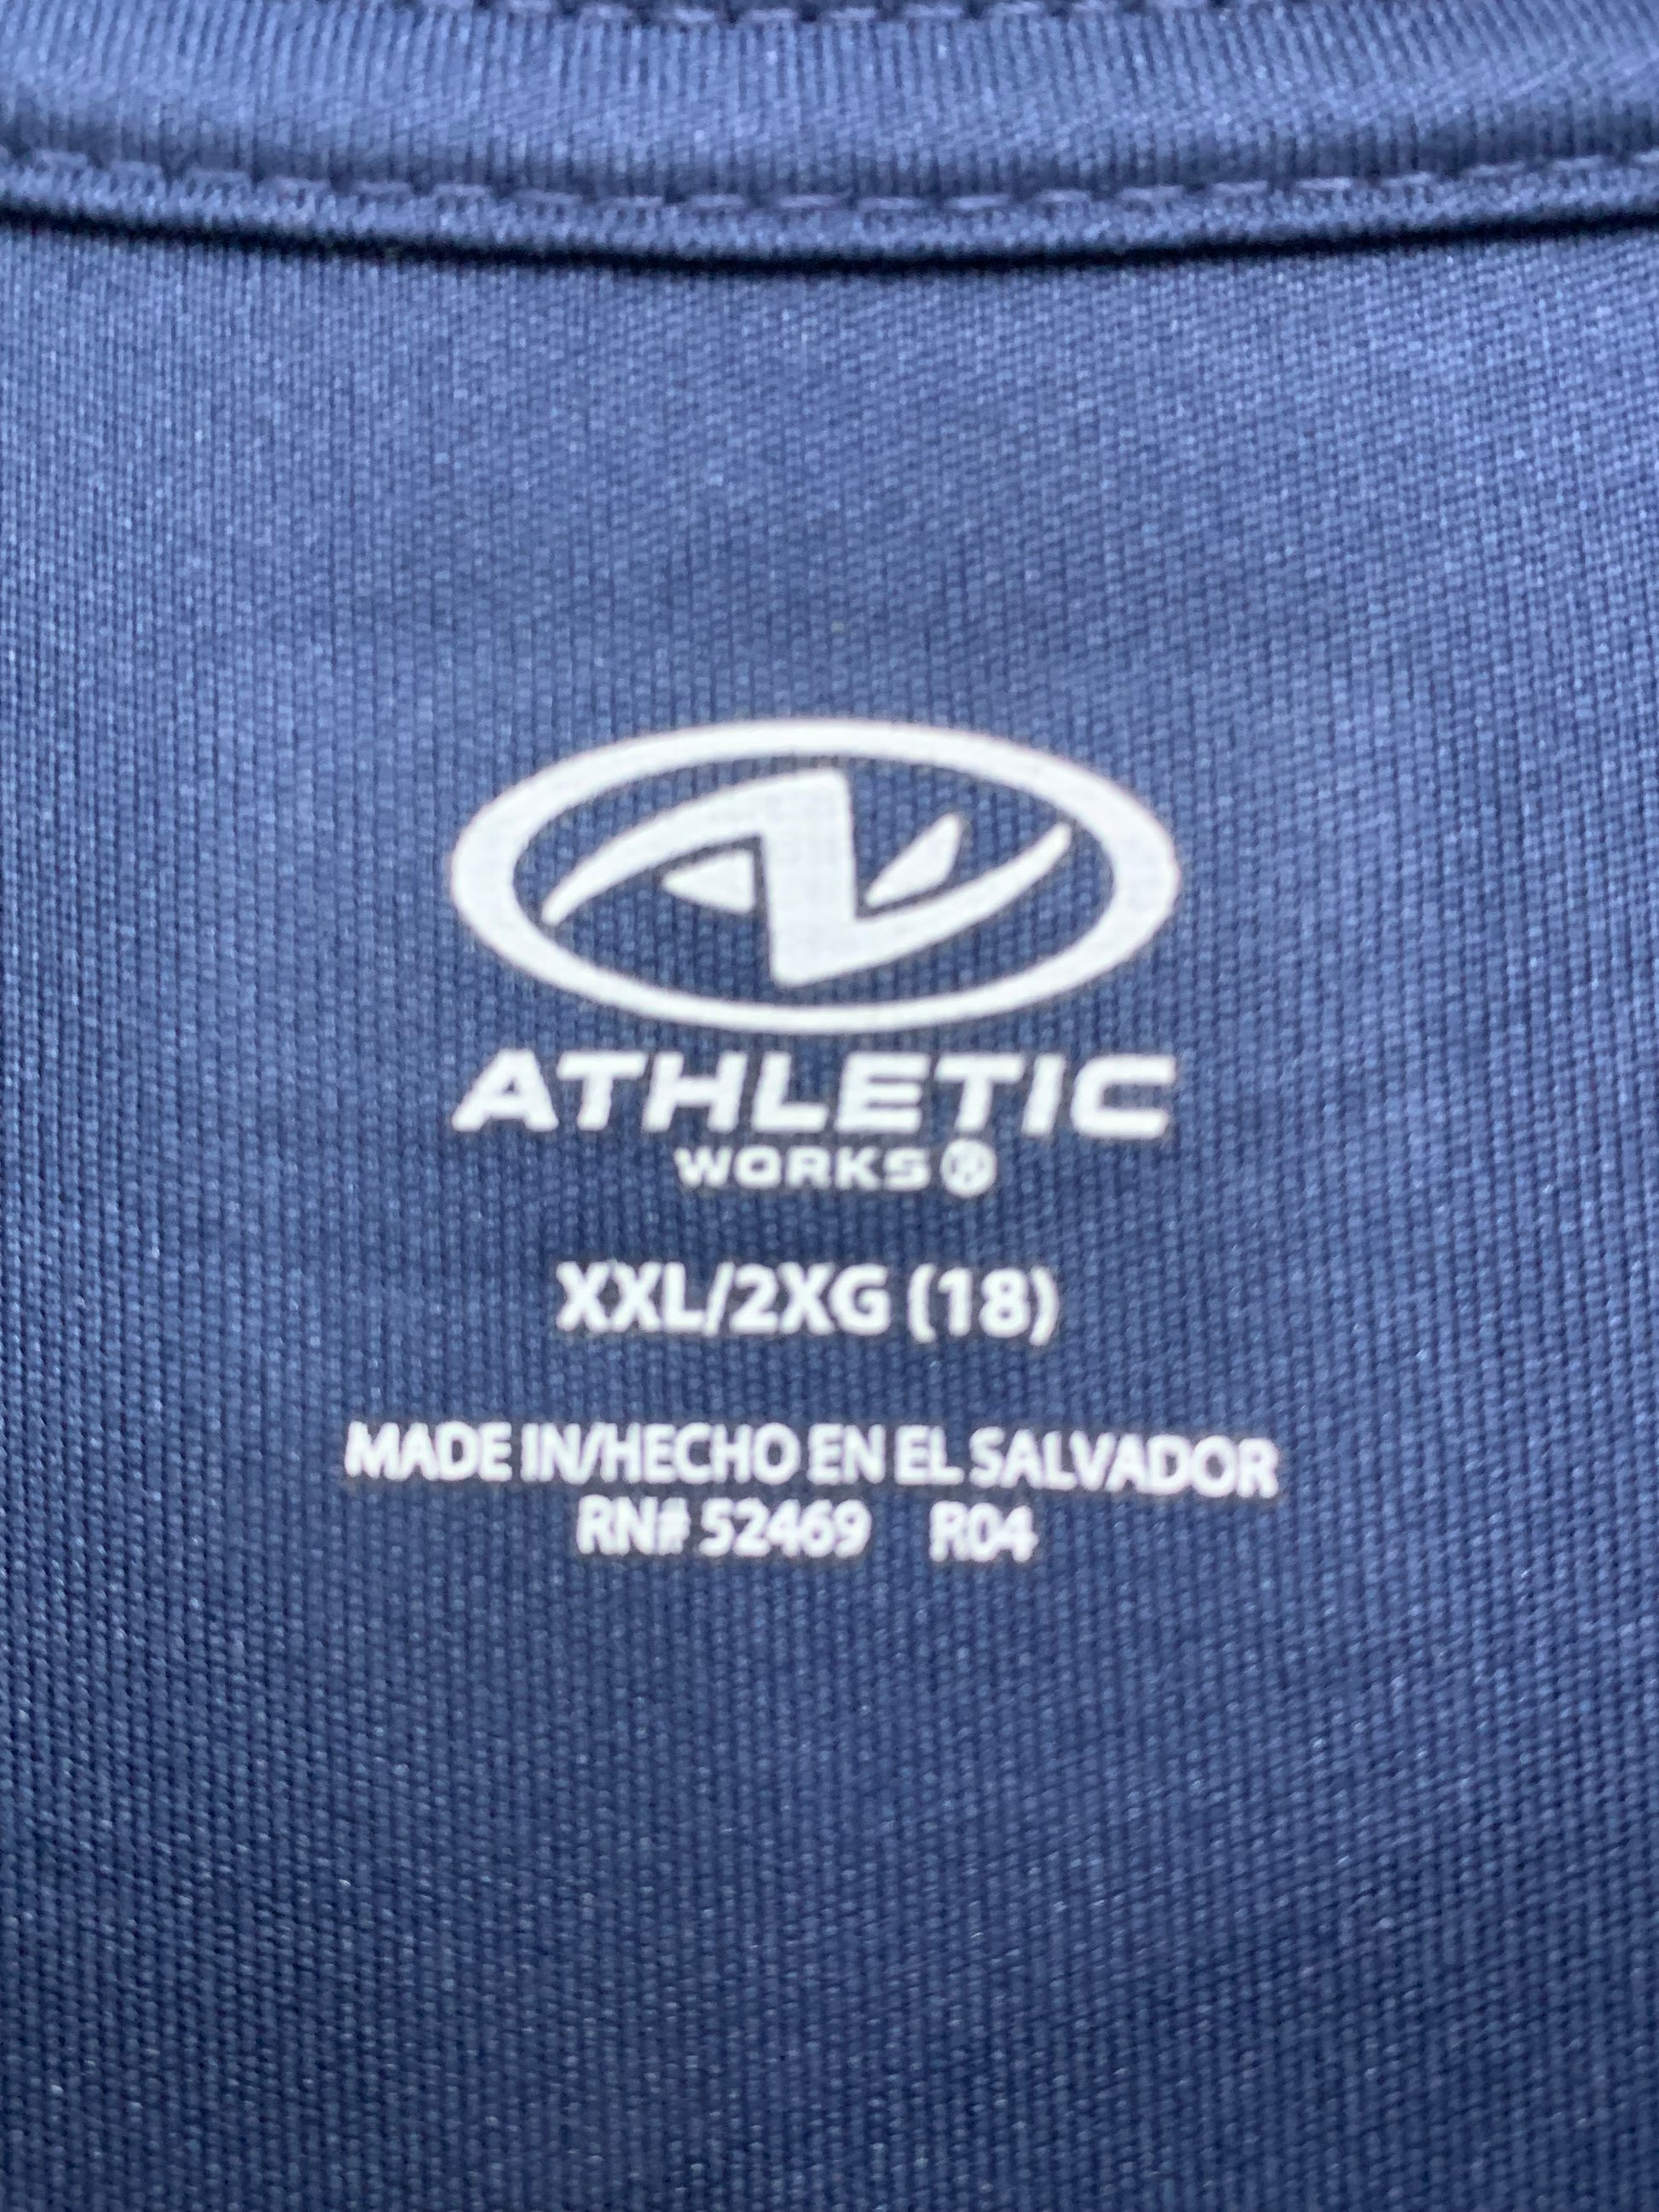 ATHLETIC
WORKS®
XXL/2XG (18)
MADE IN/HECHO EN EL SALVADOR
RN# 52469 R04